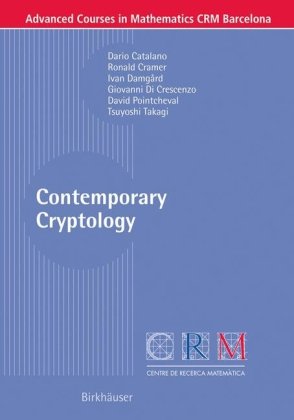 Advanced Courses in Mathematics CRM Barcelona
Dario Catalano
Ronald Cramer
Ivan Damgård
Giovanni Di Crescenzo
David Pointcheval
Tsuyoshi Takagi
Contemporary
Cryptology
CRM
CENTRE DE RECERCA MATEMÀTICA
Birkhäuser